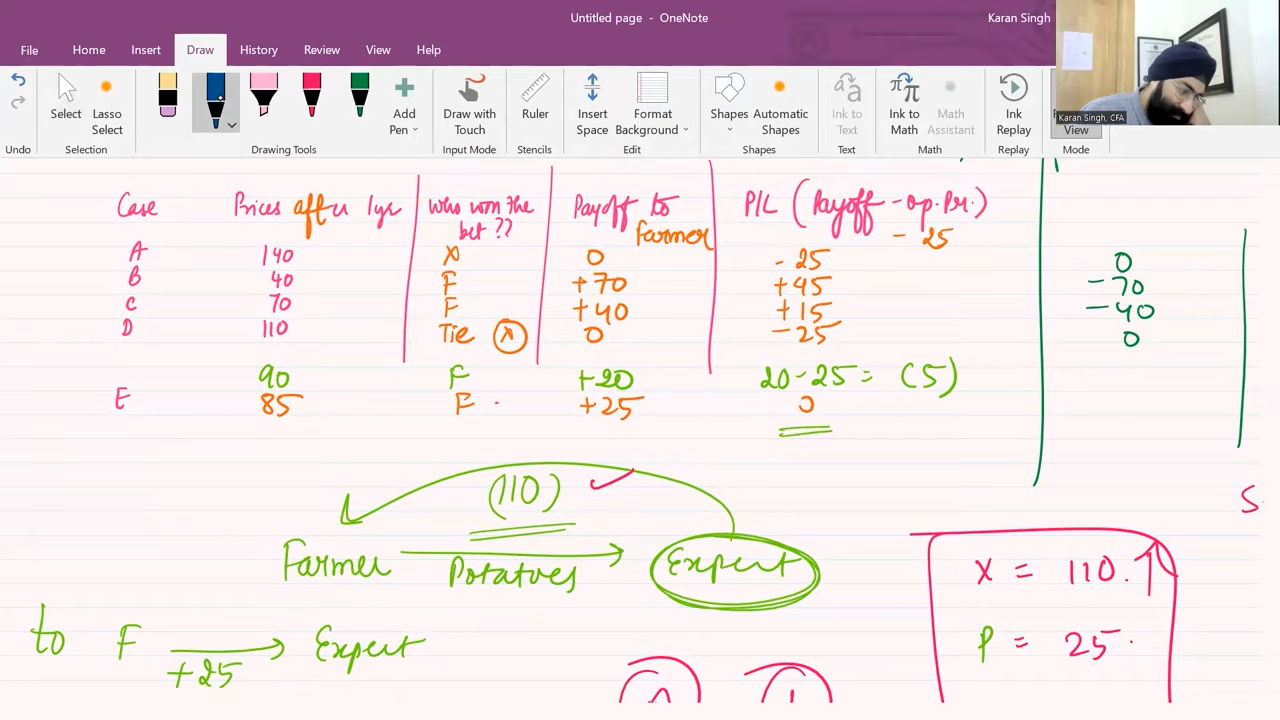 Untitled page - OneNote
Karan Singh
File Home Insert Draw History Review View Help
Undo
Select
Lasso Select
Add Pen
Draw with Touch
Ruler
Insert Space
Format Background
Shapes
Automatic Shapes
Ink to Text
Ink to Math
Math Assistant
Ink Replay
View
Karan Singh, CFA
Selection
Drawing Tools
Input Mode
Stencils
Edit
Shapes
Math
Replay
Mode
Case Prices after 1yr Who won the bet ?? Payoff to farmer P/L (Payoff - Op. Pr.)
- 25
A 140 X 0 - 25 0
B 40 F +70 +45 -70
C 70 F +40 +15 -40
D 110 Tie X 0 -25 0
90 F +20 20-25 = (5)
E 85 F +25 0
(110)
Farmer Potatoes Expert
X = 110.
to F +25 Expert
P = 25